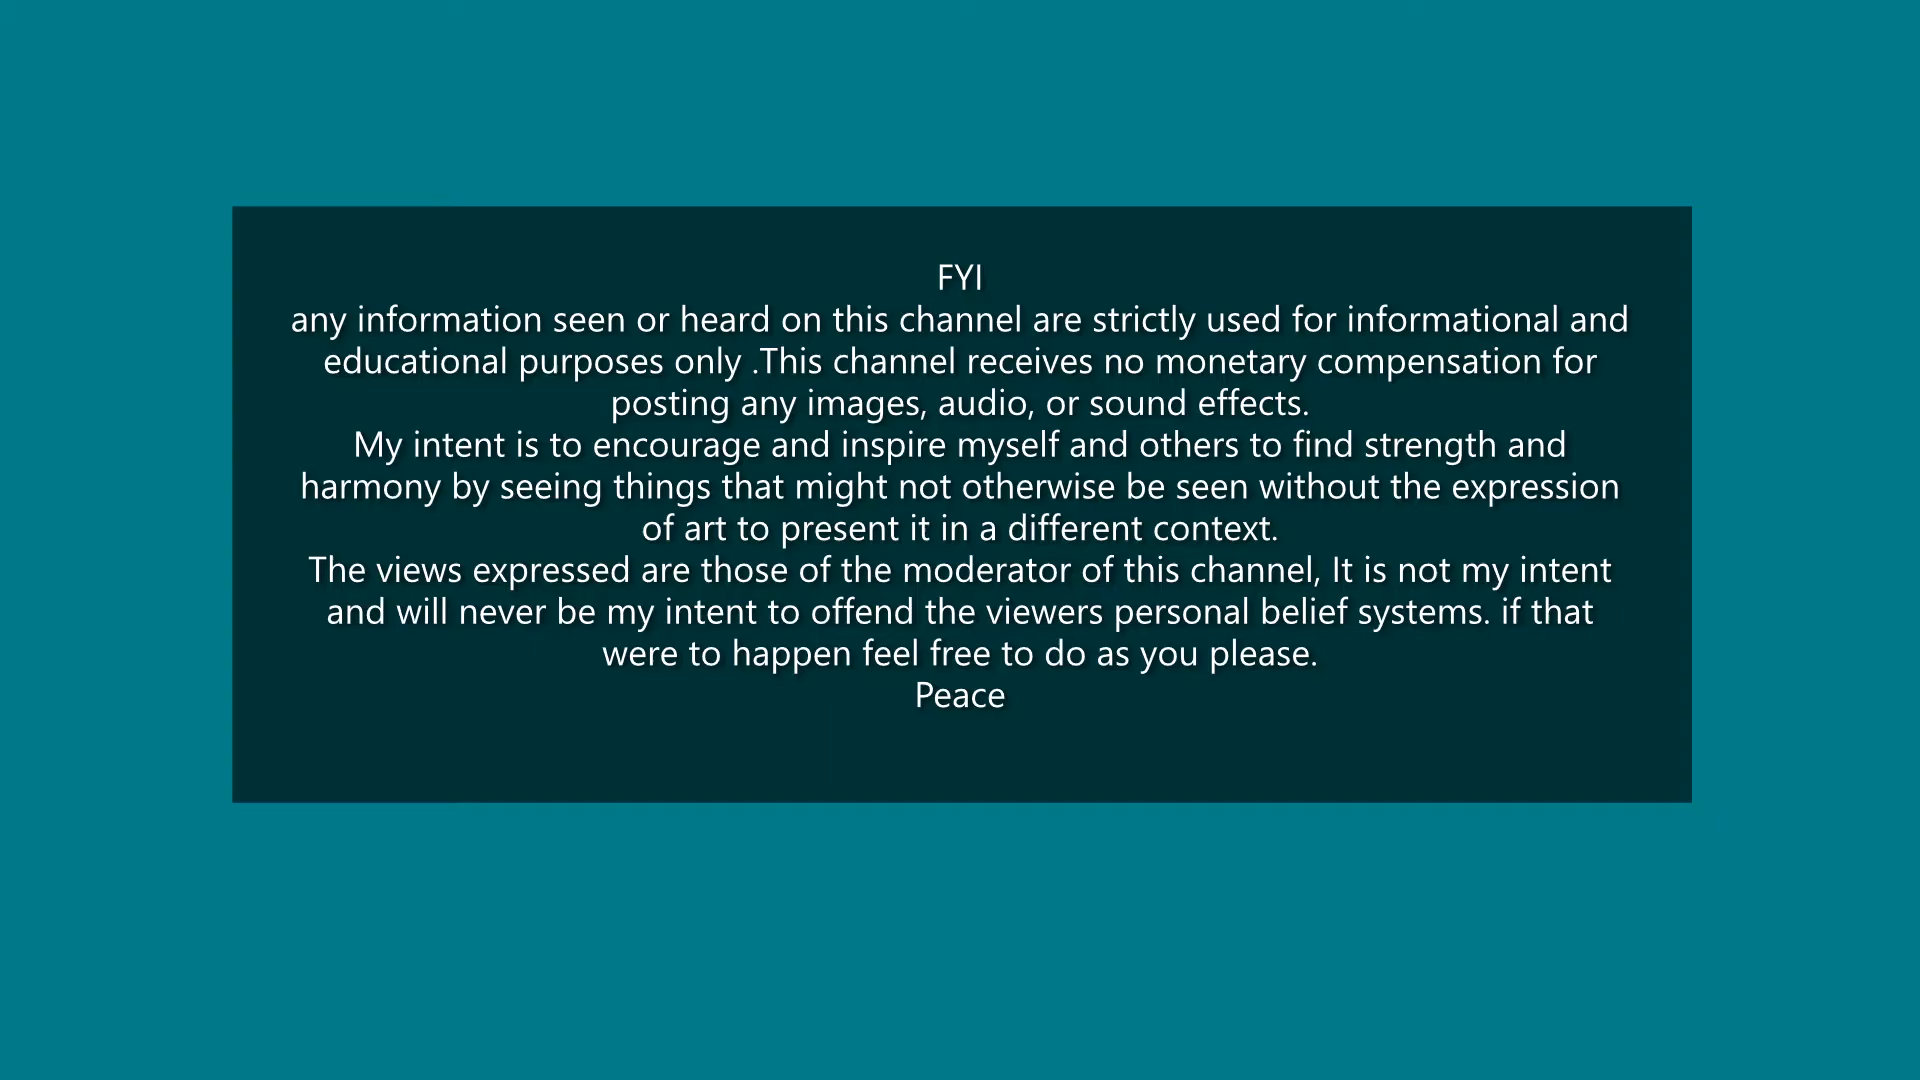 FYI
any information seen or heard on this channel are strictly used for informational and
educational purposes only .This channel receives no monetary compensation for
posting any images, audio, or sound effects.
My intent is to encourage and inspire myself and others to find strength and
harmony by seeing things that might not otherwise be seen without the expression
of art to present it in a different context.
The views expressed are those of the moderator of this channel, It is not my intent
and will never be my intent to offend the viewers personal belief systems. if that
were to happen feel free to do as you please.
Peace